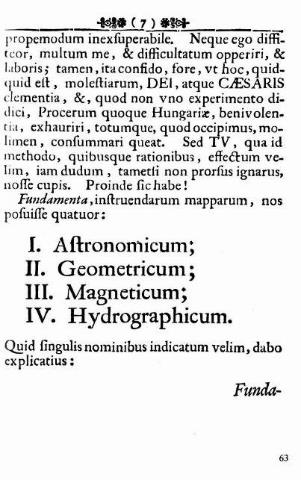 ( 7 )
propemodum inexſuperabile. Neque ego diffi-
teor, multum me, & difficultatum opperiri, &
laboris; tamen, ita confido, fore, vt hoc, quid-
quid eſt, moleſtiarum, DEI, atque CÆSARIS
clementia, &, quod non vno experimento di-
dici, Procerum quoque Hungariæ, benivolen-
tia, exhauriri, totumque, quod occipimus, mo-
limen, conſummari queat. Sed TV, qua id
methodo, quibusque rationibus, effectum ve-
lim, iam dudum, tametſi non prorſus ignarus,
noſſe cupis. Proinde ſic habe!
Fundamenta, inſtruendarum mapparum, nos
poſuiſſe quatuor:
I. Aſtronomicum;
II. Geometricum;
III. Magneticum;
IV. Hydrographicum.
Quid ſingulis nominibus indicatum velim, dabo
explicatius:
Funda-
63